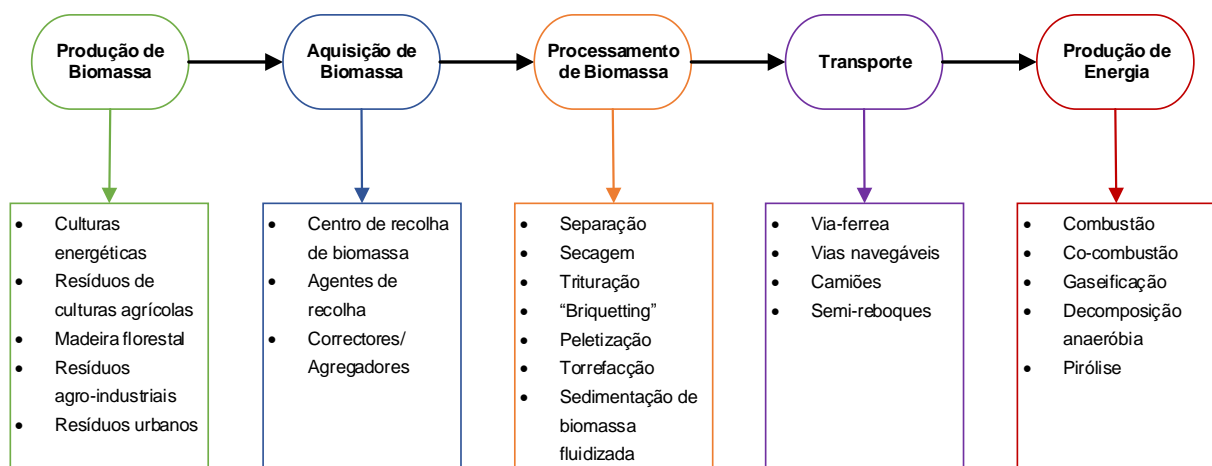 Produção de
Biomassa
Aquisição de
Biomassa
Processamento
de Biomassa
Transporte
Produção de
Energia
• Culturas
energéticas
• Resíduos de
culturas agrícolas
• Madeira florestal
• Resíduos
agro-industriais
• Resíduos urbanos
• Centro de recolha
de biomassa
• Agentes de
recolha
• Correctores/
Agregadores
• Separação
• Secagem
• Trituração
• “Briquetting”
• Peletização
• Torrefacção
• Sedimentação de
biomassa
fluidizada
• Via-ferrea
• Vias navegáveis
• Camiões
• Semi-reboques
• Combustão
• Co-combustão
• Gaseificação
• Decomposição
anaeróbia
• Pirólise